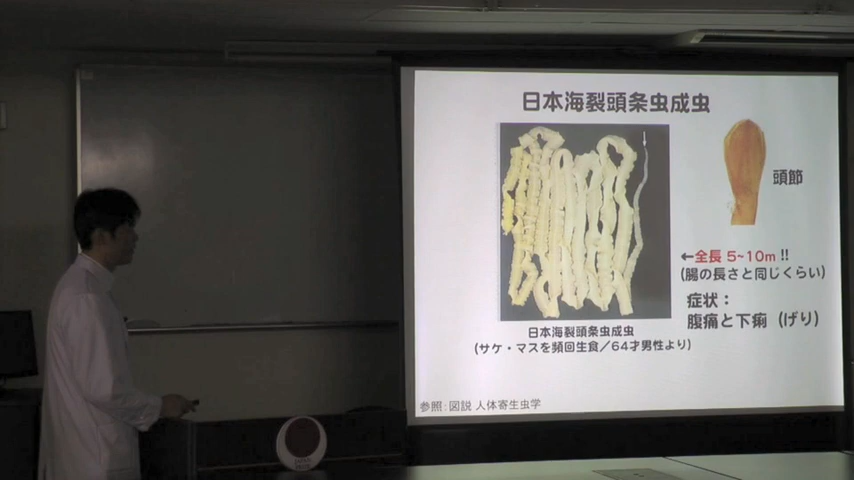 日本海裂頭条虫成虫
頭節
←全長 5~10m !!
(腸の長さと同じくらい)
症状：
腹痛と下痢（げり）
日本海裂頭条虫成虫
(サケ・マスを頻回生食／64才男性より)
参照：図説 人体寄生虫学